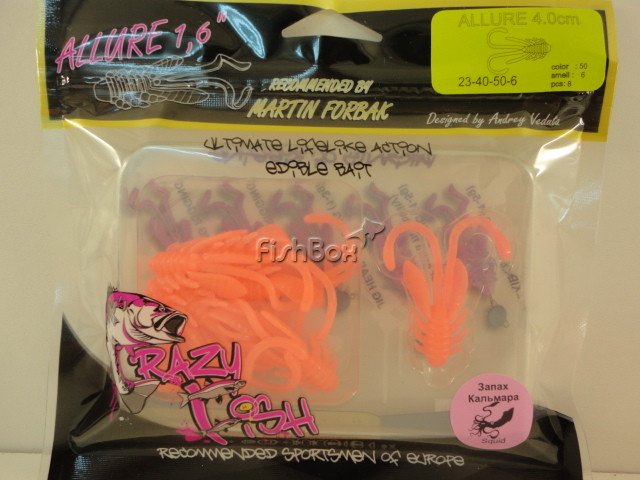 ALLURE 1,6"
RECOMMENDED BY
MARTIN FORBAK
ALLURE 4.0cm
color : 50
smell : 6
pcs: 8
23-40-50-6
Designed by Andrey Vedula
ULTIMATE LIFELIKE ACTION
EDIBLE BAIT
FishBox
CRAZY
FISH
Запах
Кальмара
Squid
RECOMMENDED SPORTSMEN OF EUROPE